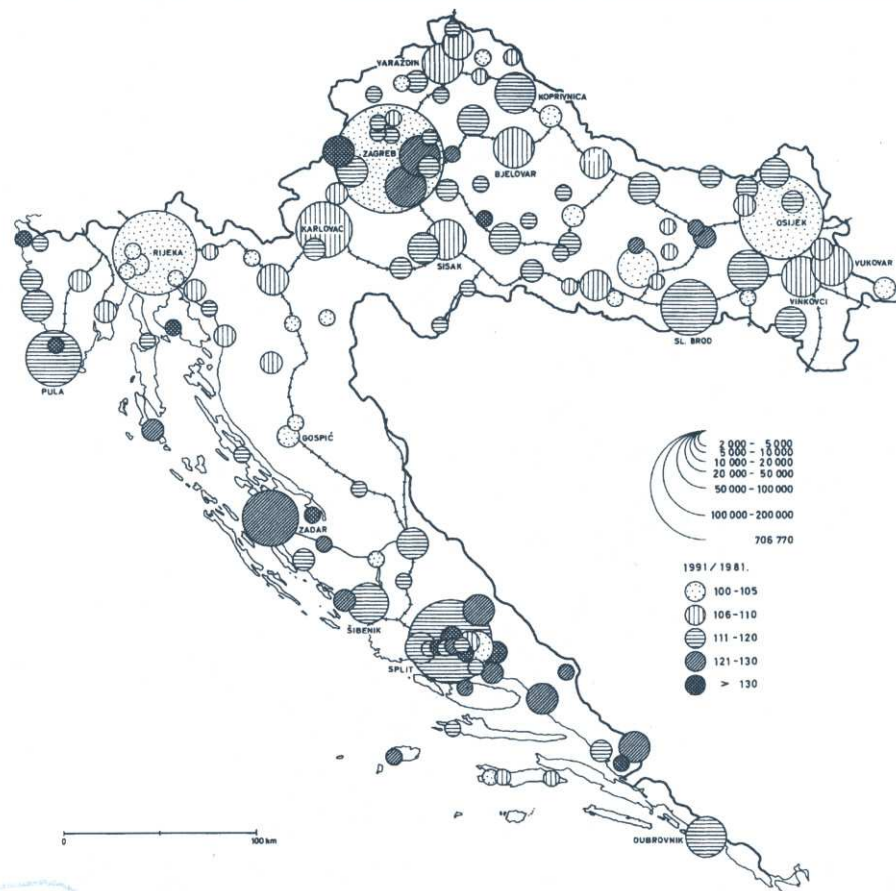 VARAŽDIN
KOPRIVNICA
ZAGREB
BJELOVAR
OSIJEK
RIJEKA
KARLOVAC
SISAK
VUKOVAR
VINKOVCI
SL. BROD
PULA
GOSPIĆ
2 000 - 5 000
5 000 - 10 000
10 000 - 20 000
20 000 - 50 000
50 000 - 100 000
100 000 - 200 000
706 770
ZADAR
1991 / 1981.
100-105
106-110
111-120
121-130
> 130
ŠIBENIK
SPLIT
0
100 km
DUBROVNIK